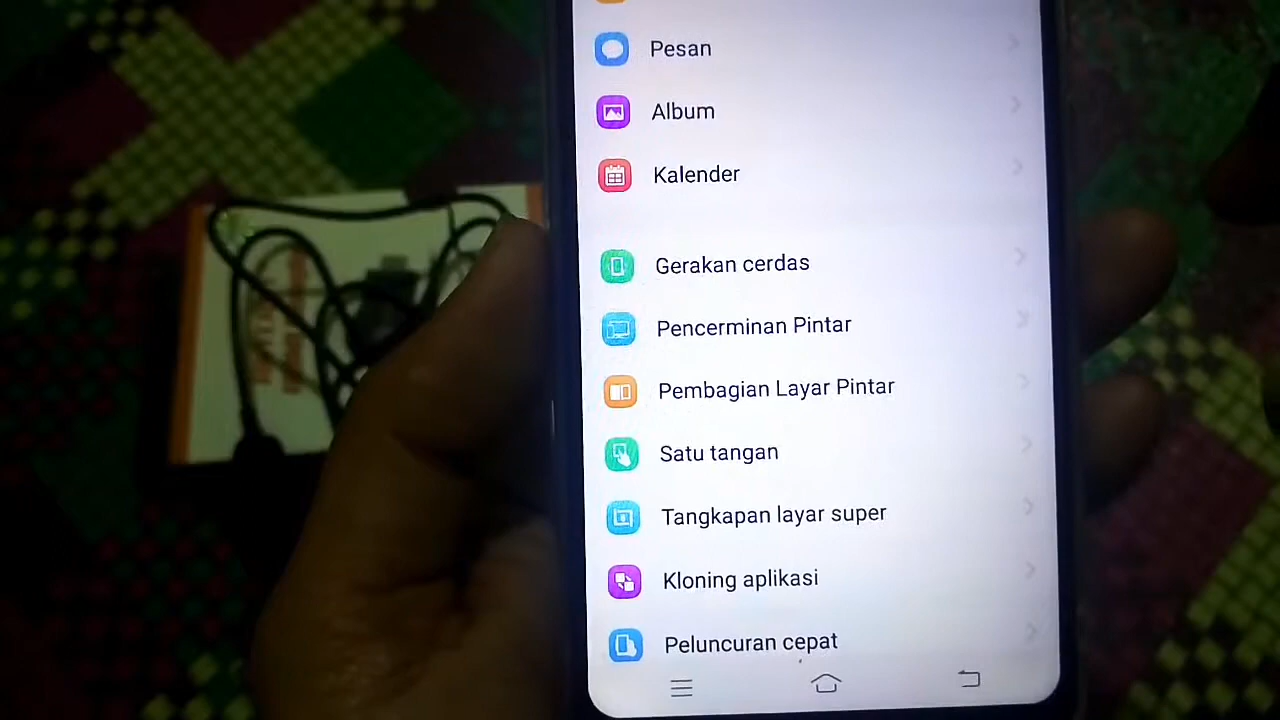 Pesan
Album
Kalender
Gerakan cerdas
Pencerminan Pintar
Pembagian Layar Pintar
Satu tangan
Tangkapan layar super
Kloning aplikasi
Peluncuran cepat